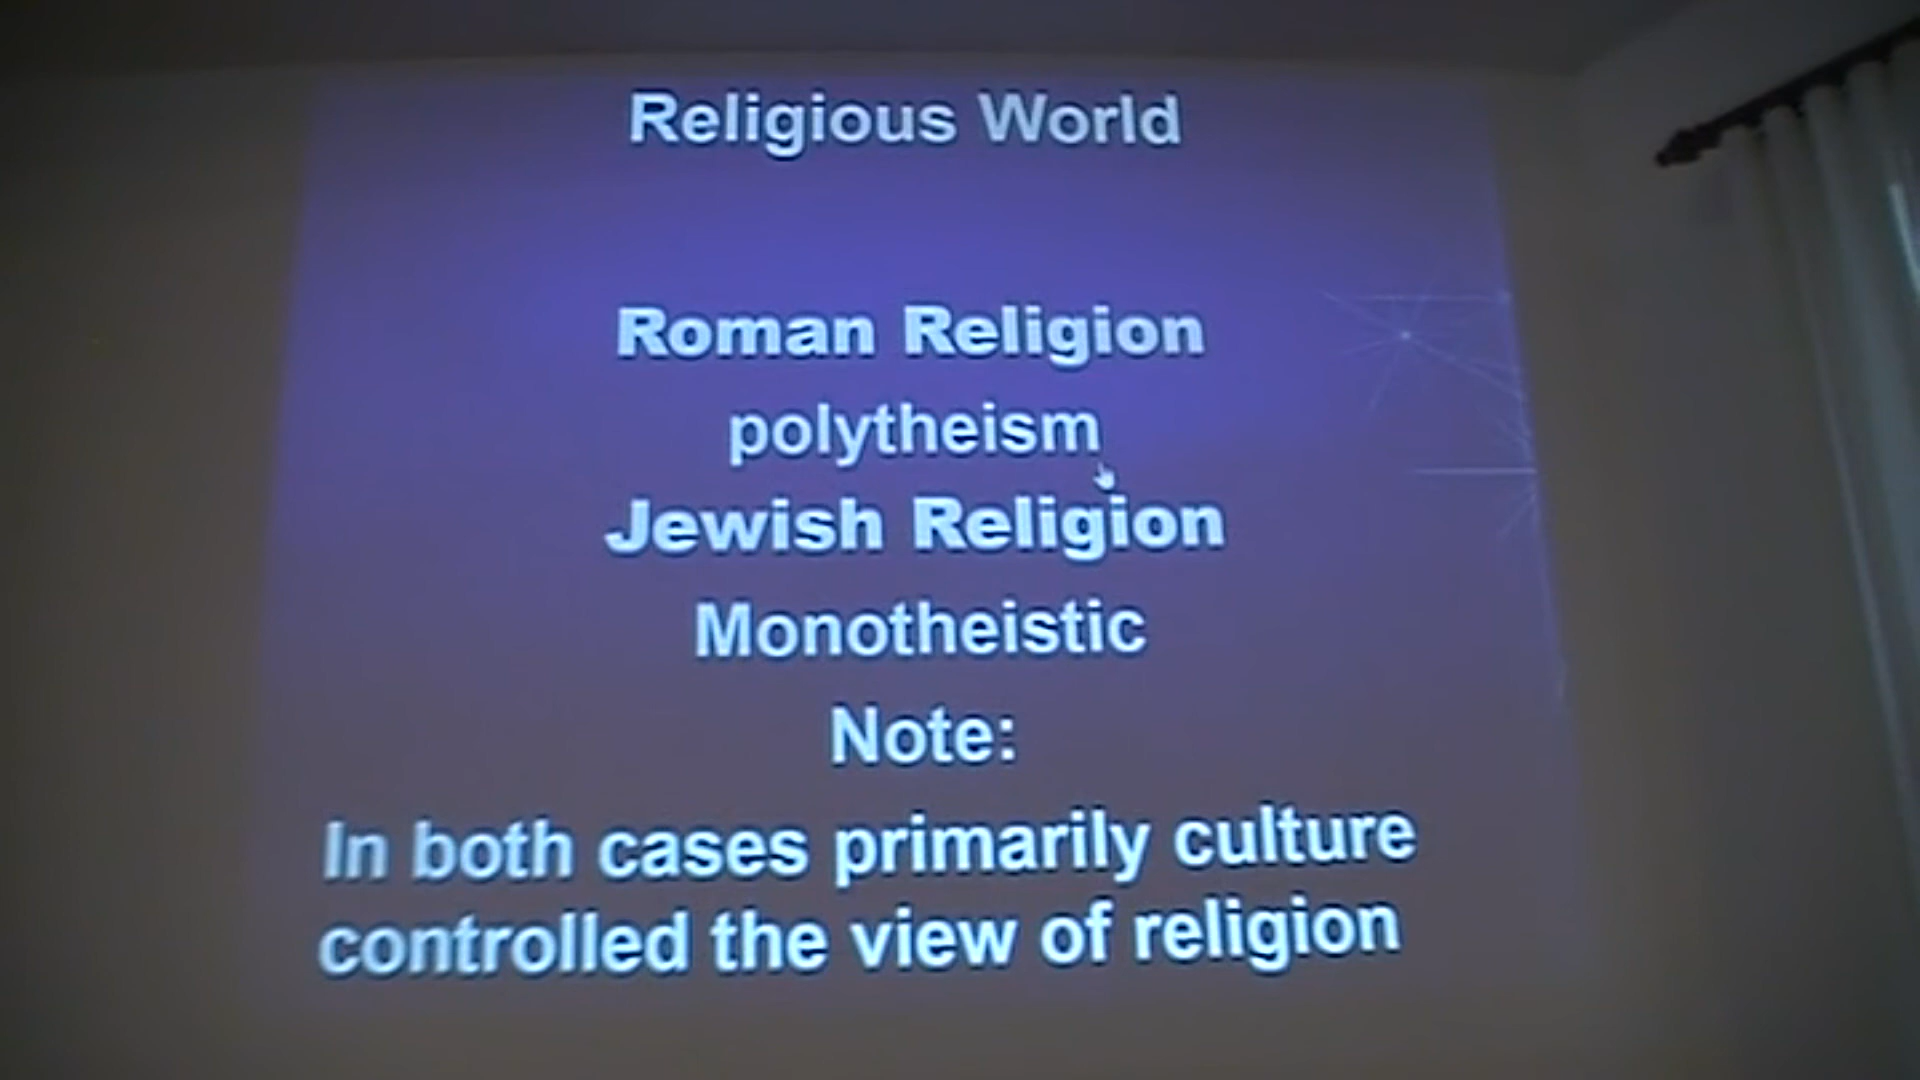 Religious World
Roman Religion
polytheism
Jewish Religion
Monotheistic
Note:
In both cases primarily culture
controlled the view of religion